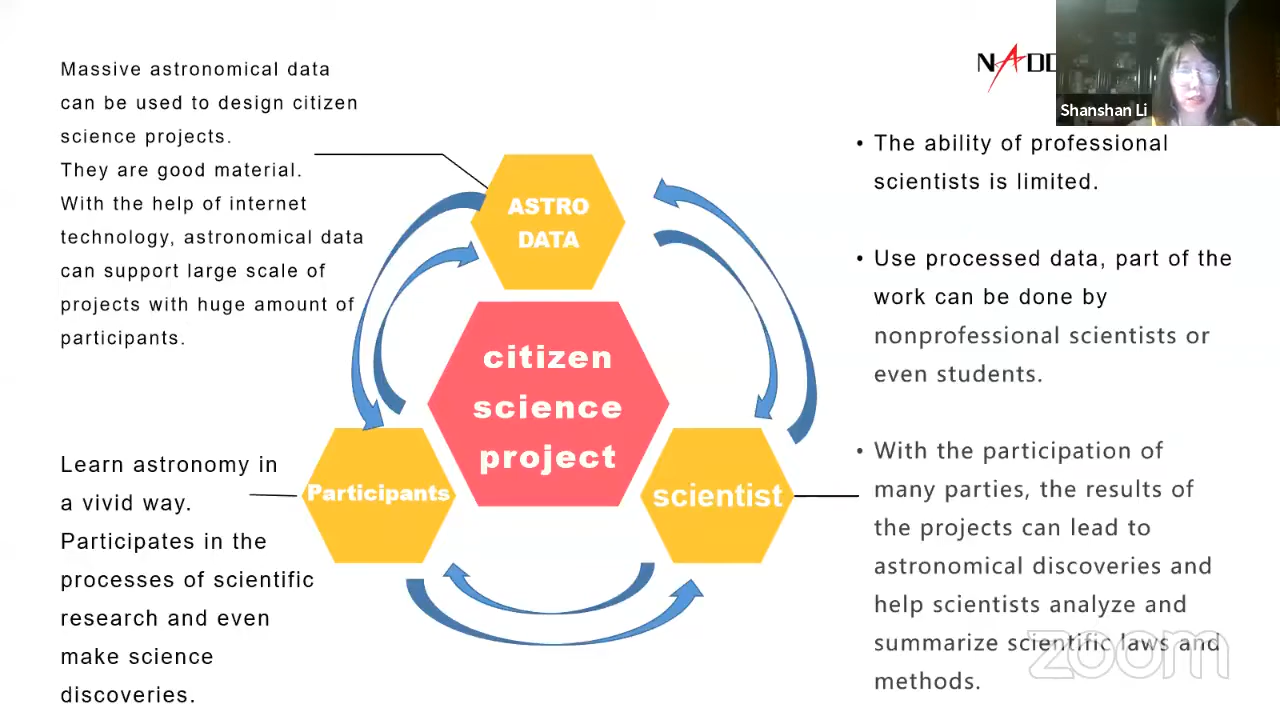 Massive astronomical data
can be used to design citizen
science projects.
They are good material.
With the help of internet
technology, astronomical data
can support large scale of
projects with huge amount of
participants.
Learn astronomy in
a vivid way.
Participates in the
processes of scientific
research and even
make science
discoveries.
ASTRO
DATA
citizen
science
project
Participants
scientist
Shanshan Li
• The ability of professional
scientists is limited.
• Use processed data, part of the
work can be done by
nonprofessional scientists or
even students.
• With the participation of
many parties, the results of
the projects can lead to
astronomical discoveries and
help scientists analyze and
summarize scientific laws and
methods.
zoom